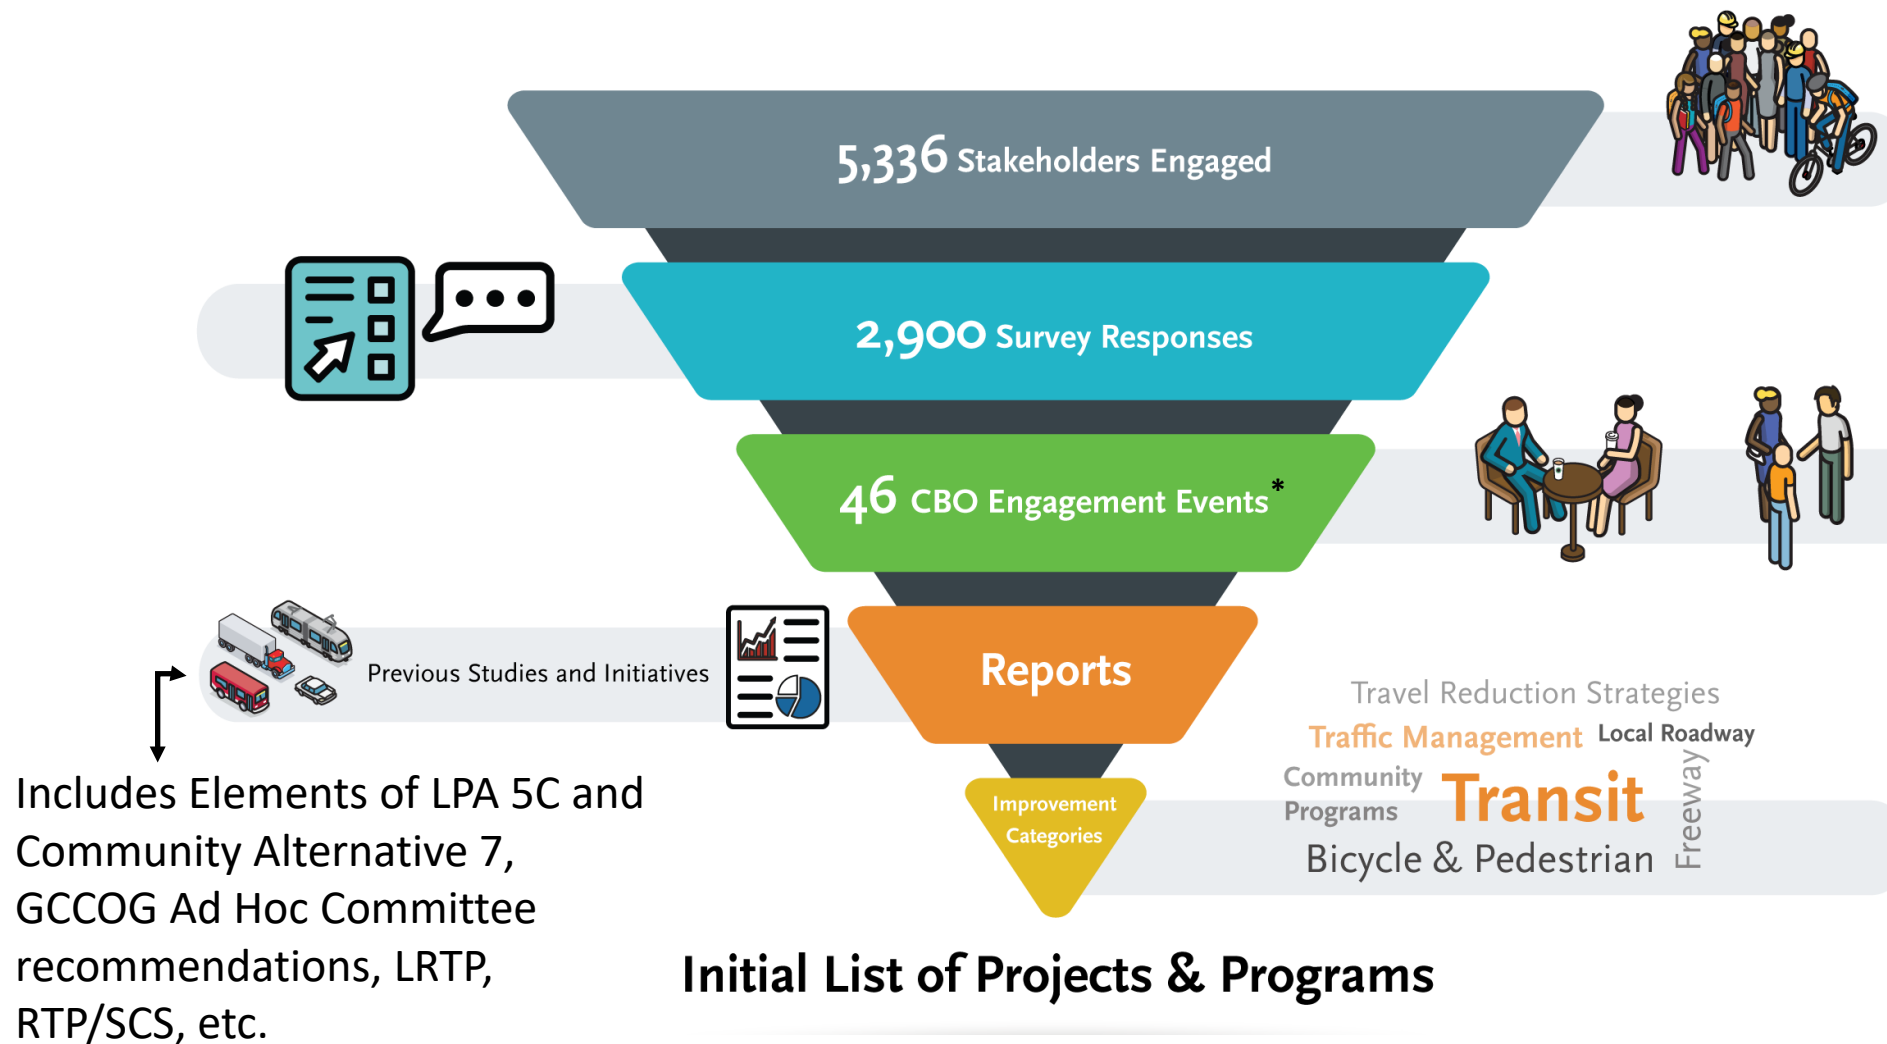 5,336 Stakeholders Engaged
2,900 Survey Responses
46 CBO Engagement Events*
Previous Studies and Initiatives
Reports
Improvement
Categories
Travel Reduction Strategies
Traffic Management
Local Roadway
Community
Programs
Transit
Freeway
Bicycle & Pedestrian
Includes Elements of LPA 5C and
Community Alternative 7,
GCCOG Ad Hoc Committee
recommendations, LRTP,
RTP/SCS, etc.
Initial List of Projects & Programs